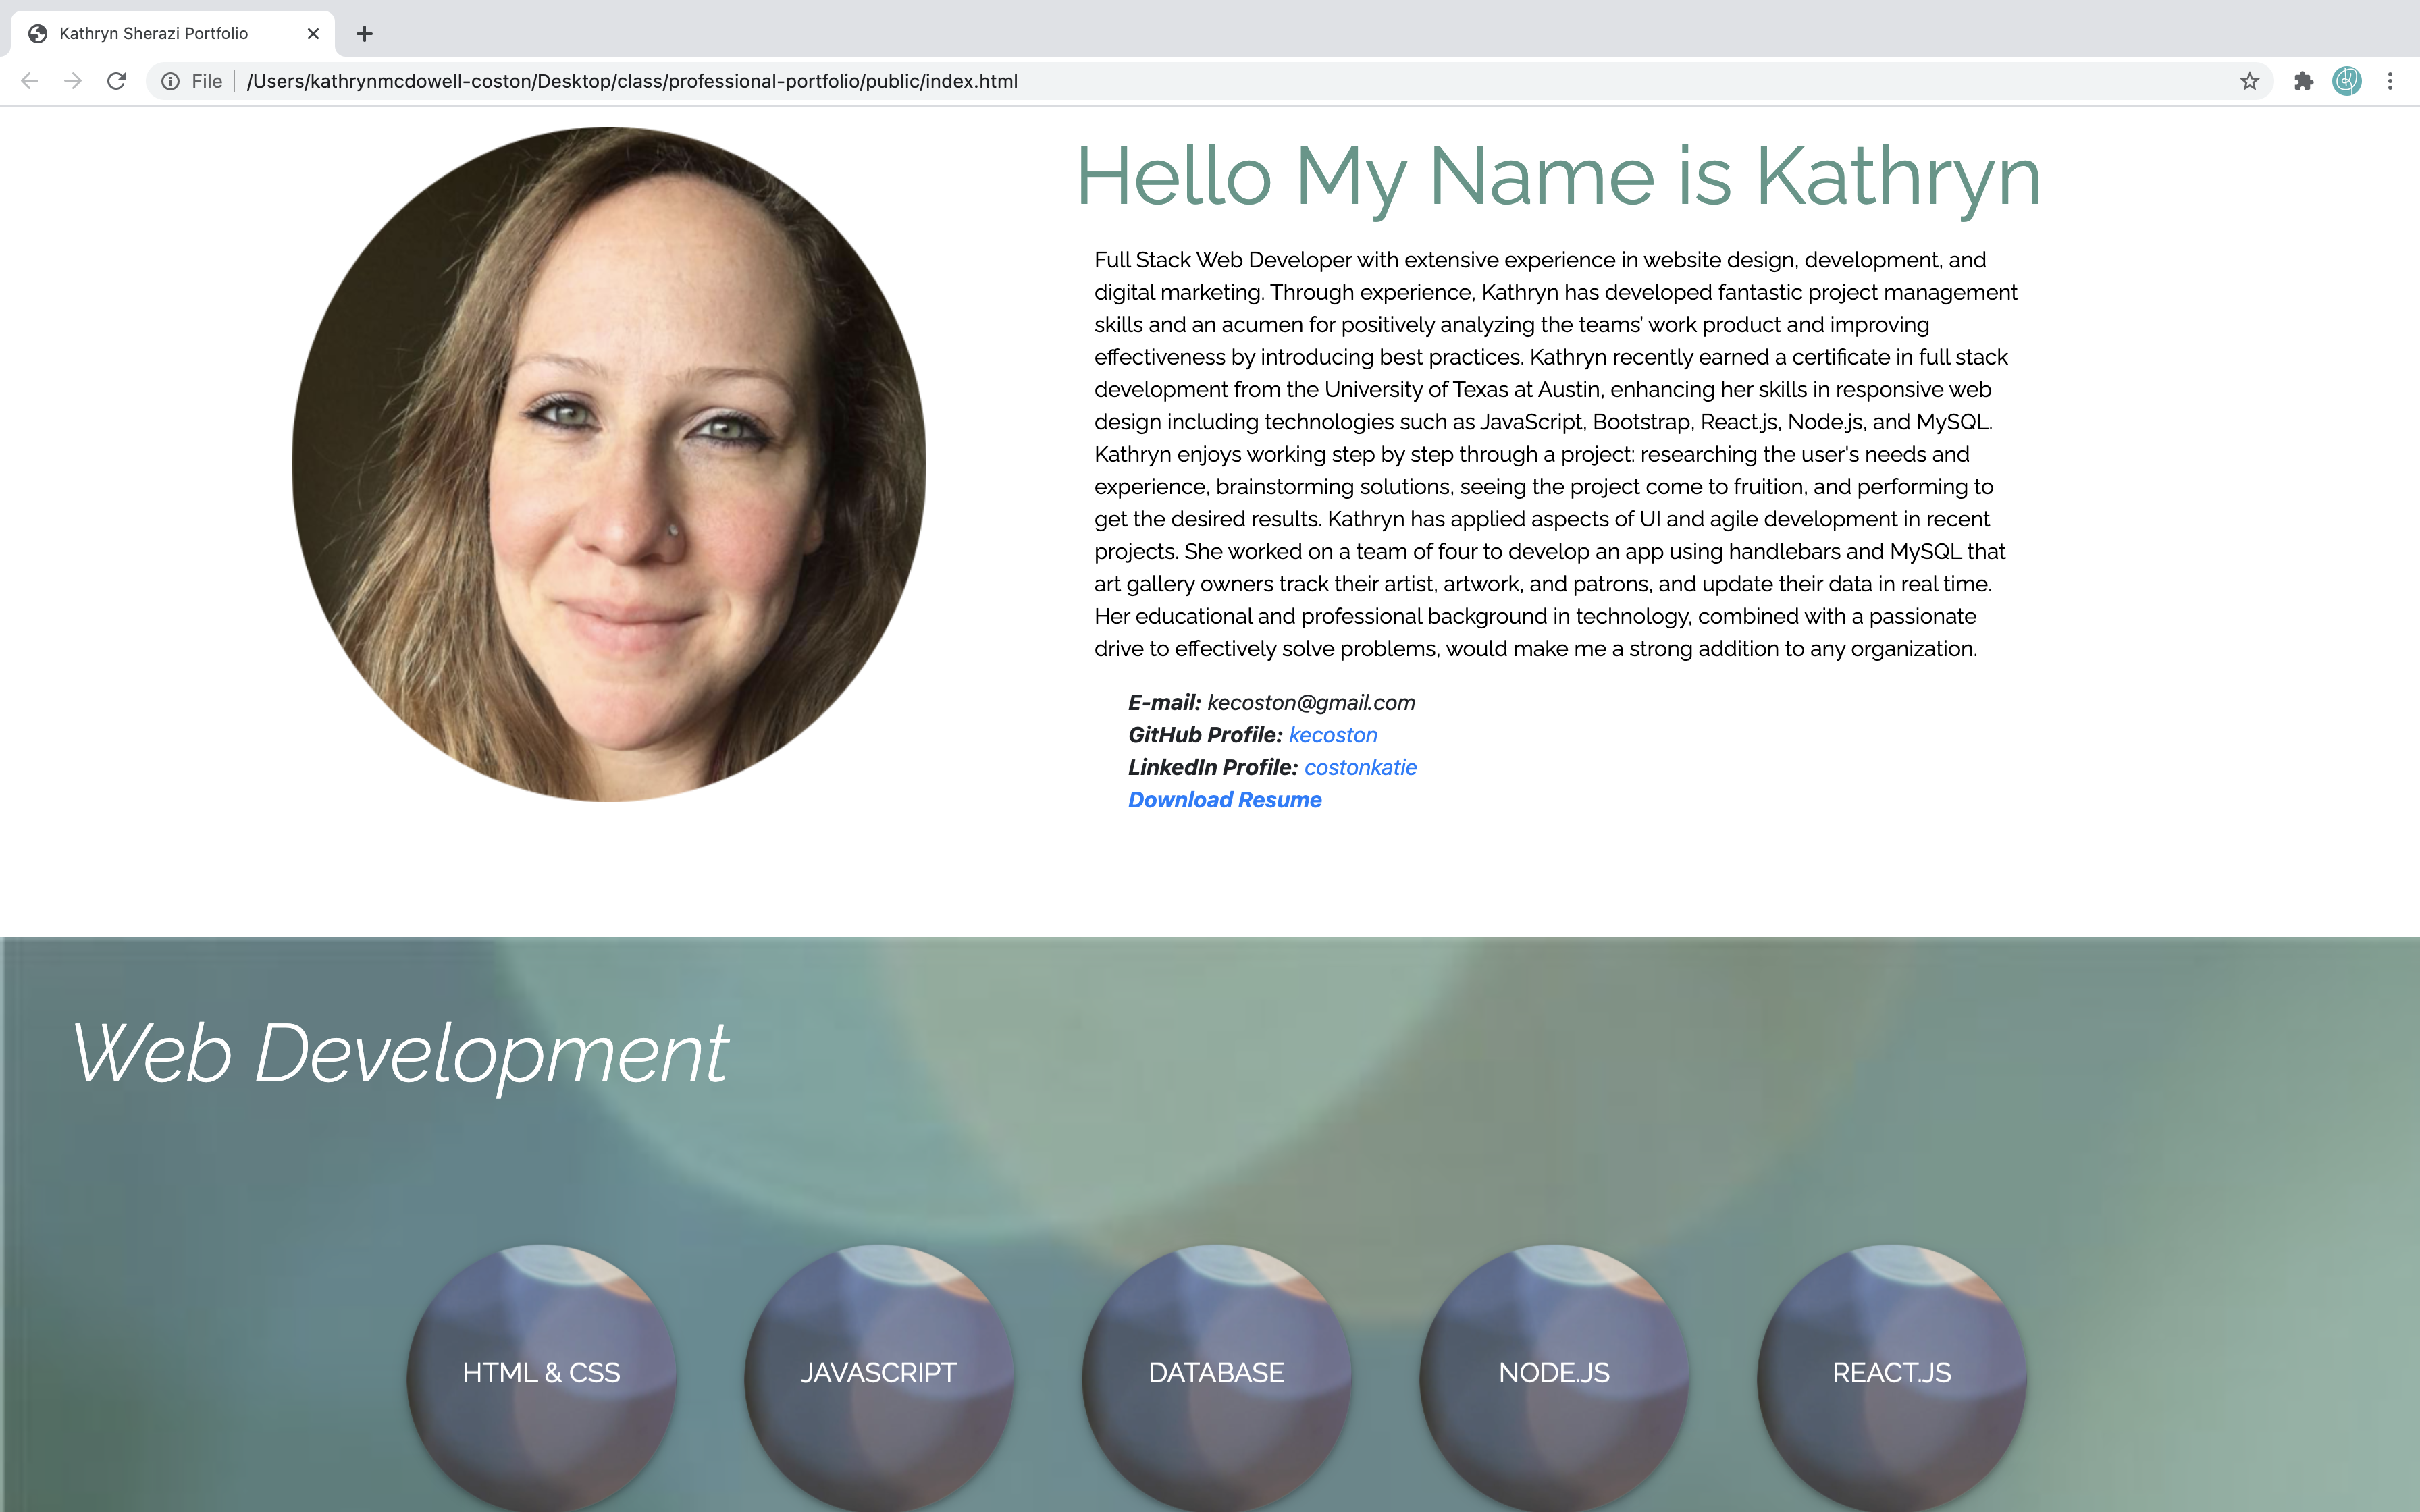 Kathryn Sherazi Portfolio
File /Users/kathrynmcdowell-coston/Desktop/class/professional-portfolio/public/index.html
Hello My Name is Kathryn
Full Stack Web Developer with extensive experience in website design, development, and
digital marketing. Through experience, Kathryn has developed fantastic project management
skills and an acumen for positively analyzing the teams’ work product and improving
effectiveness by introducing best practices. Kathryn recently earned a certificate in full stack
development from the University of Texas at Austin, enhancing her skills in responsive web
design including technologies such as JavaScript, Bootstrap, React.js, Node.js, and MySQL.
Kathryn enjoys working step by step through a project: researching the user's needs and
experience, brainstorming solutions, seeing the project come to fruition, and performing to
get the desired results. Kathryn has applied aspects of UI and agile development in recent
projects. She worked on a team of four to develop an app using handlebars and MySQL that
art gallery owners track their artist, artwork, and patrons, and update their data in real time.
Her educational and professional background in technology, combined with a passionate
drive to effectively solve problems, would make me a strong addition to any organization.
E-mail: kecoston@gmail.com
GitHub Profile: kecoston
LinkedIn Profile: costonkatie
Download Resume
Web Development
HTML & CSS
JAVASCRIPT
DATABASE
NODE.JS
REACT.JS